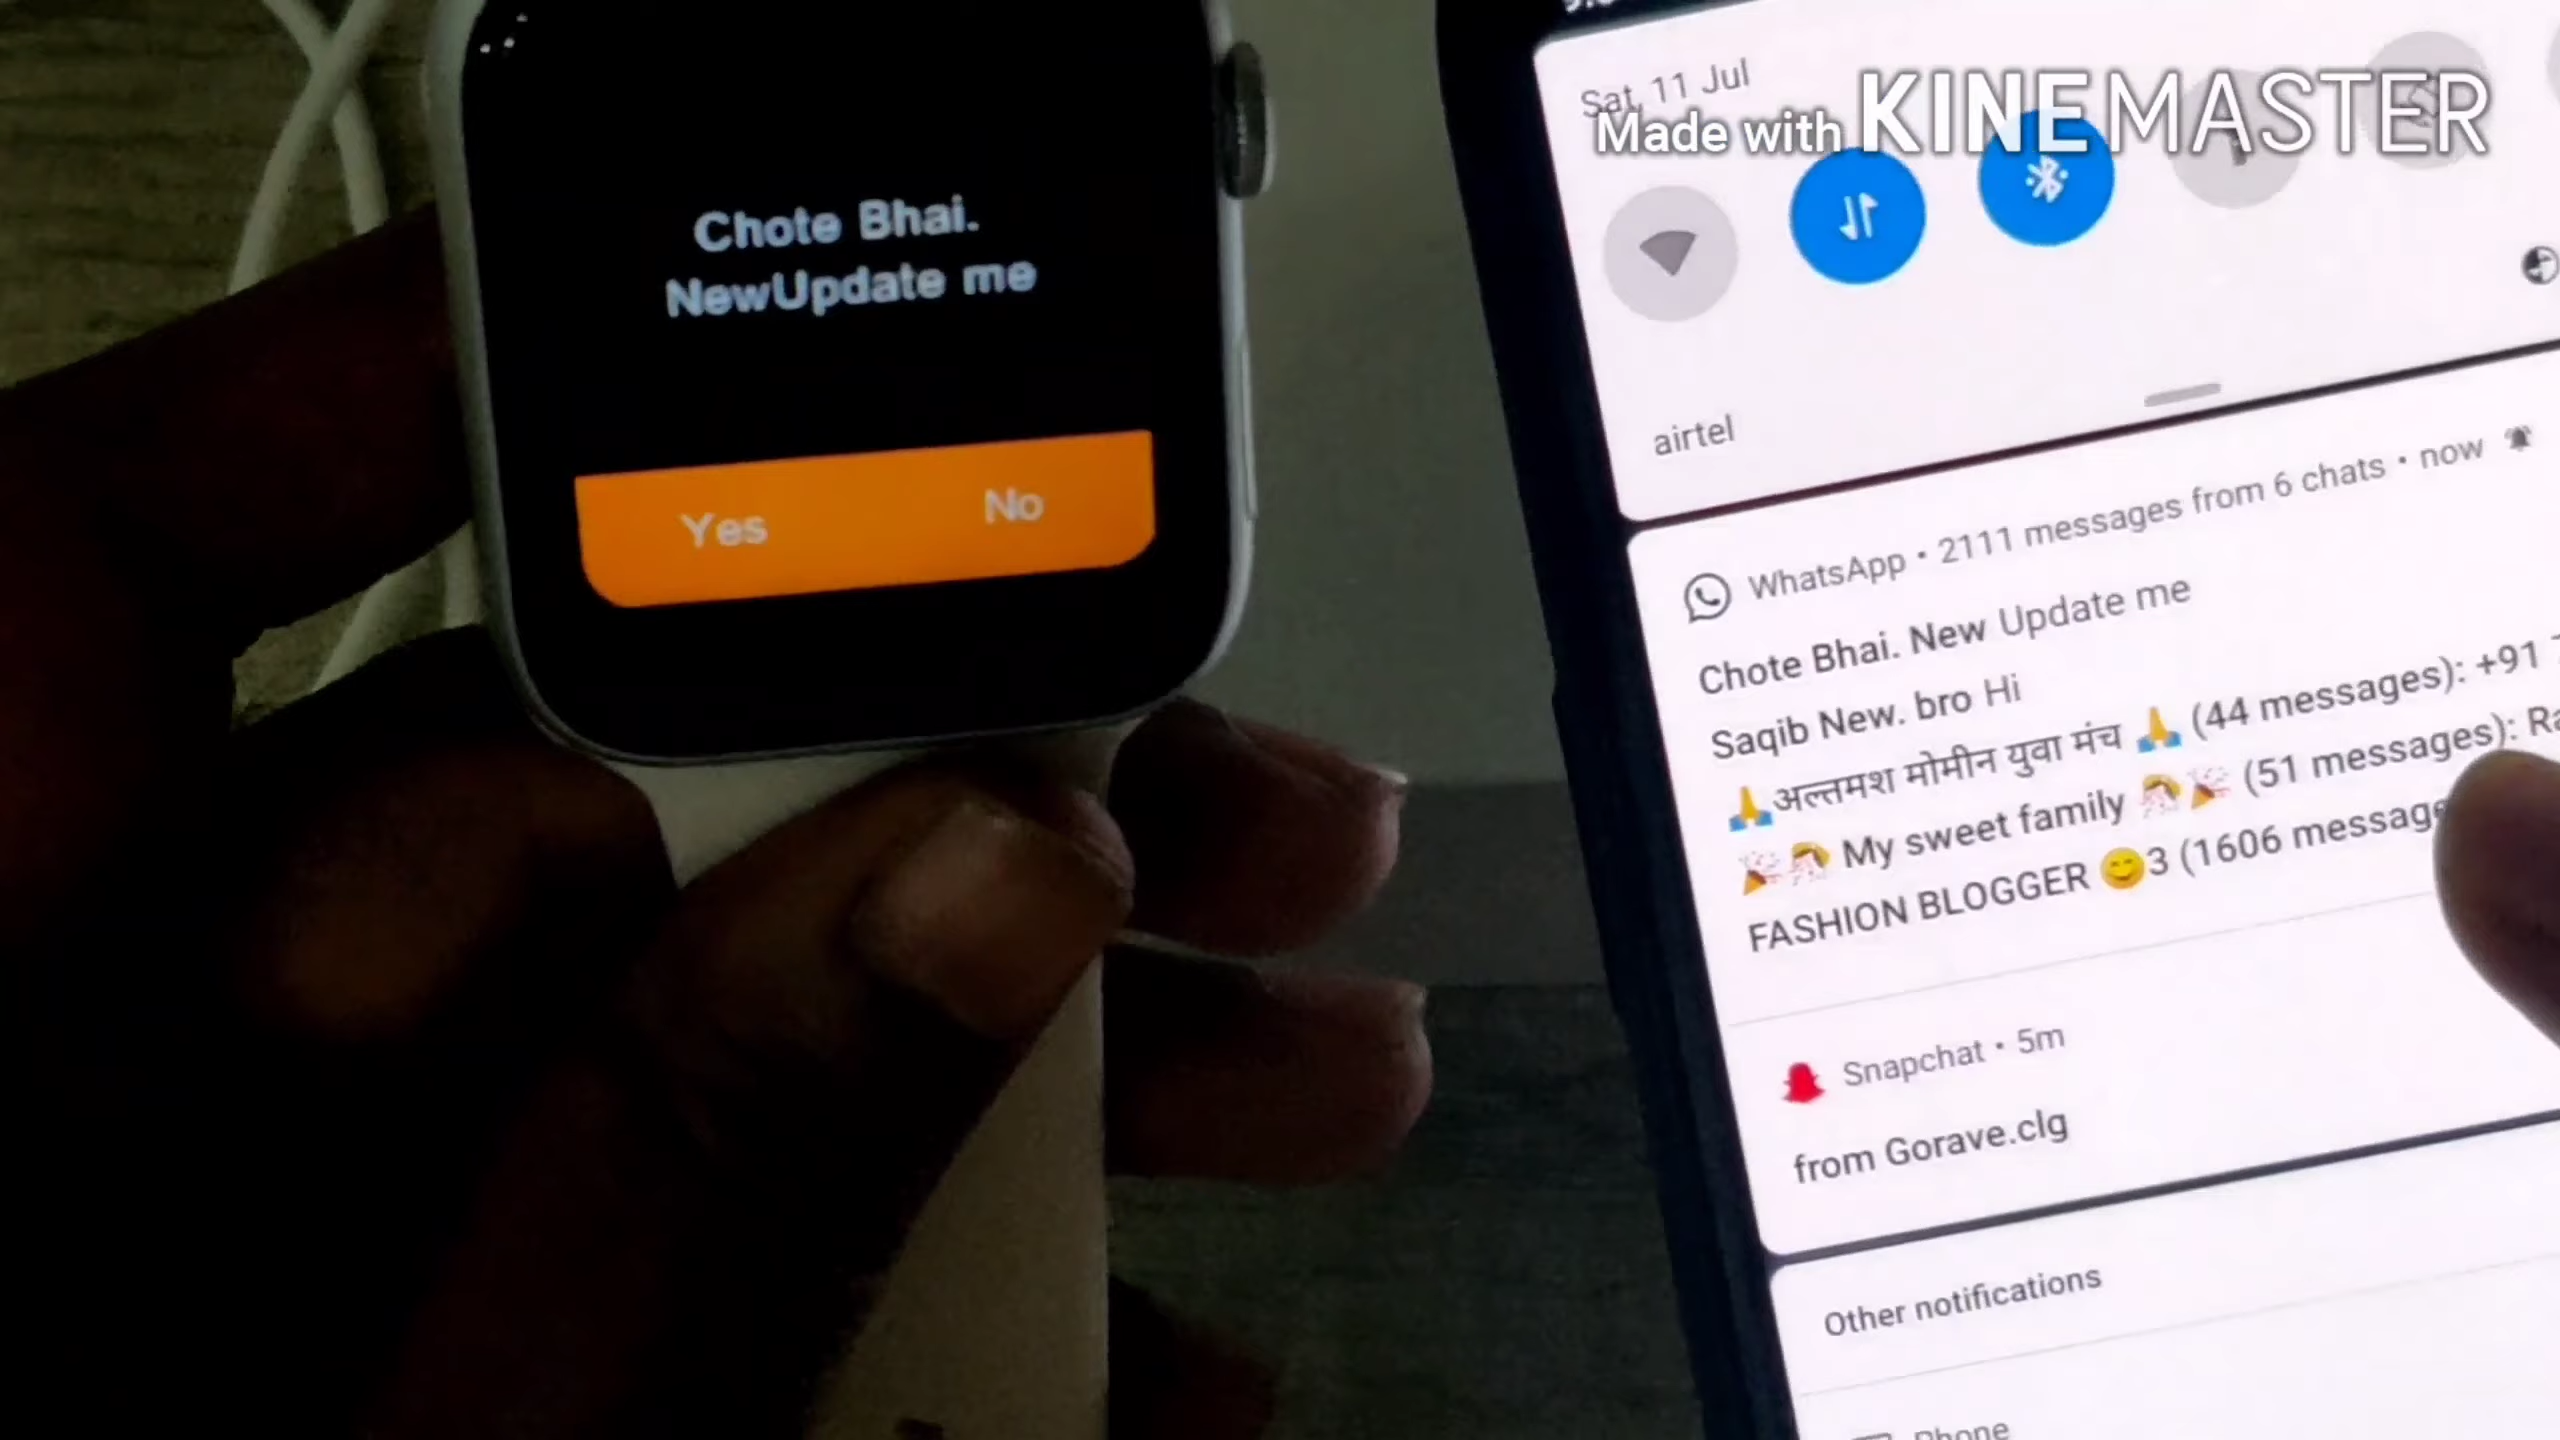 Chote Bhai.
NewUpdate me
Yes No
Sat, 11 Jul
Made with KINEMASTER
airtel
WhatsApp • 2111 messages from 6 chats • now
Chote Bhai. New Update me
Saqib New. bro Hi
🙏अल्तमश मोमीन युवा मंच 🙏 (44 messages): +91
My sweet family (51 messages):
FASHION BLOGGER 😊3 (1606
Snapchat • 5m
from Gorave.clg
Other notifications
Phone